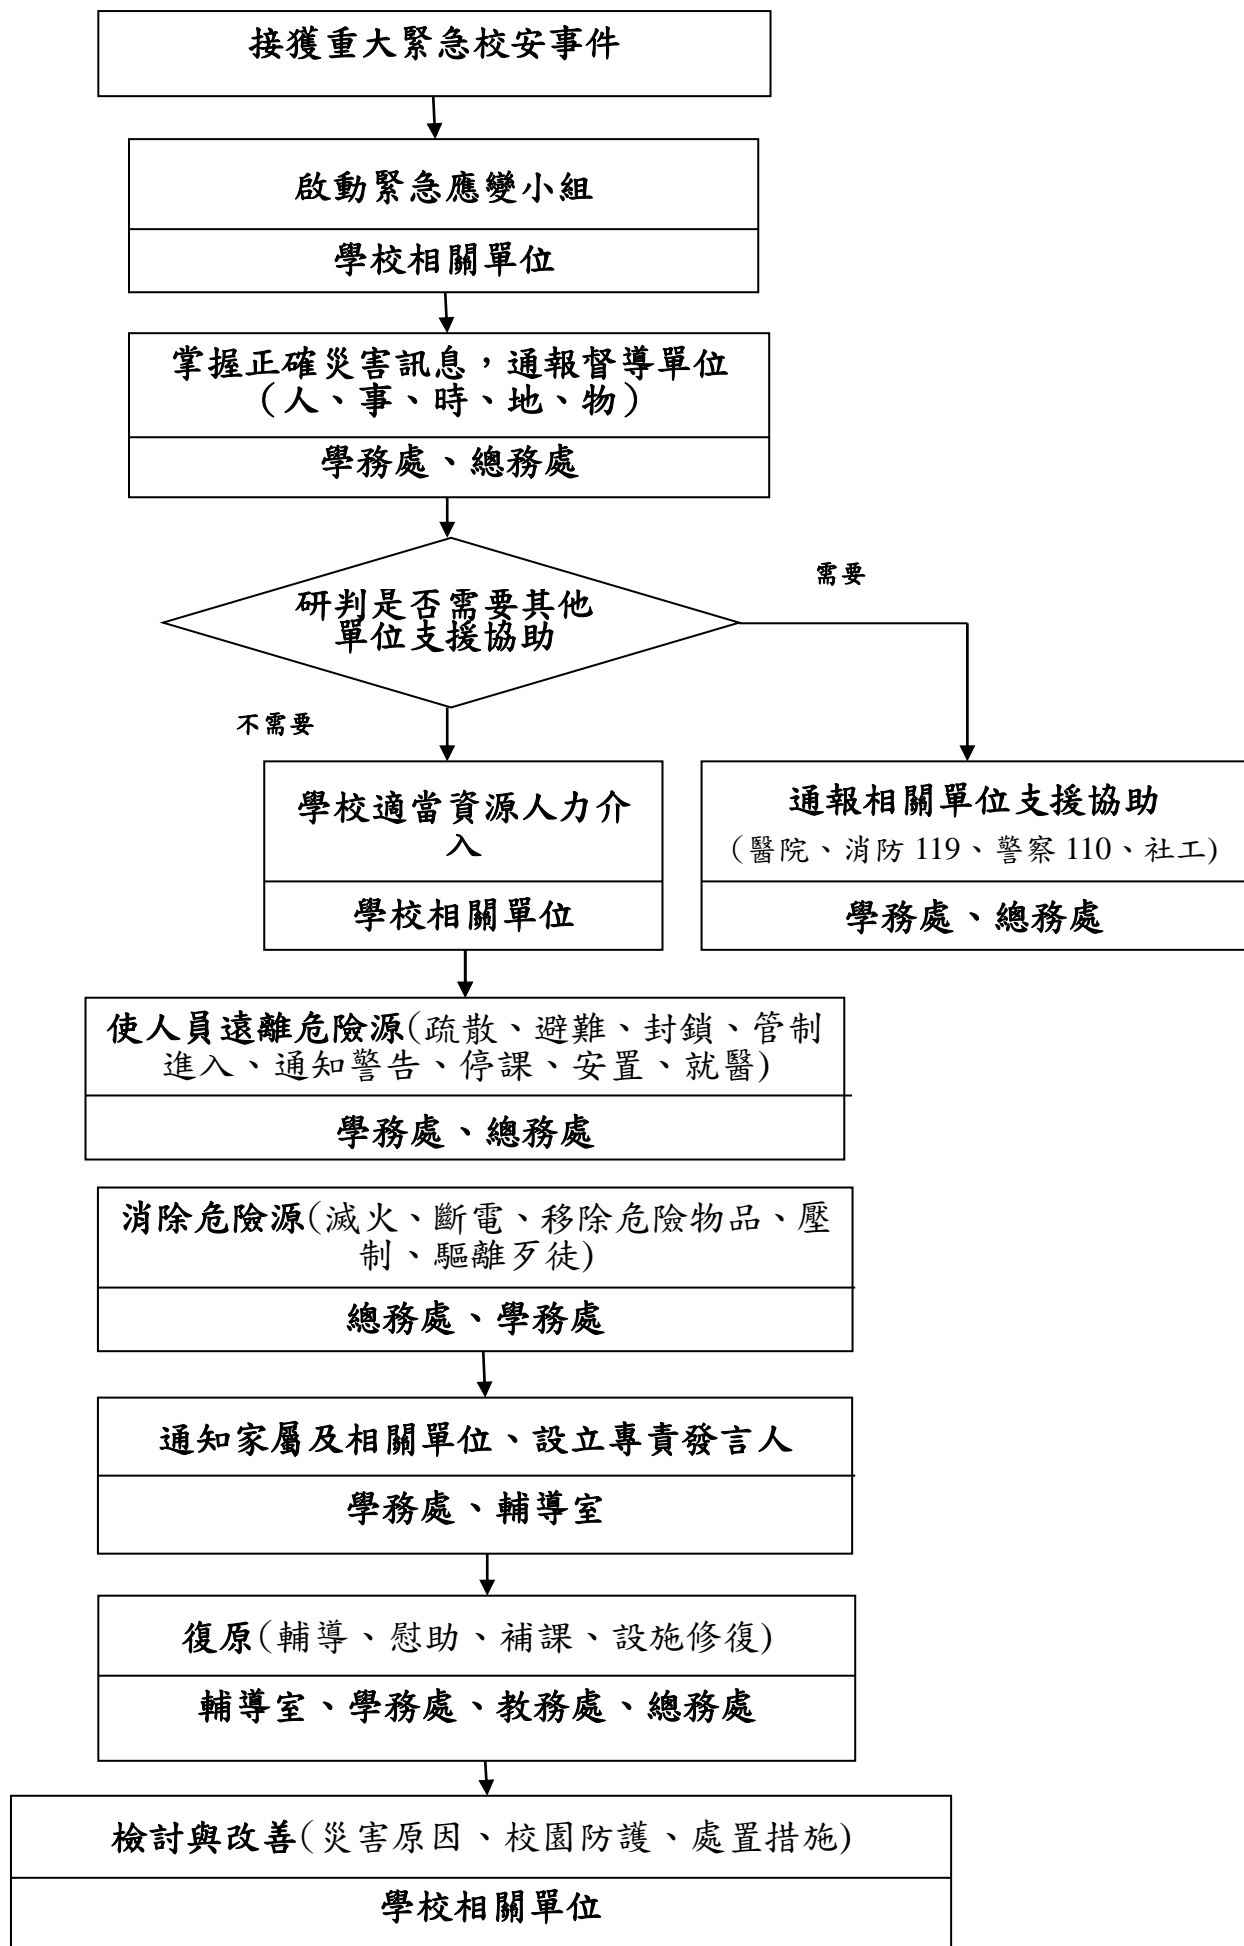 接獲重大緊急校安事件
啟動緊急應變小組
學校相關單位
掌握正確災害訊息，通報督導單位
（人、事、時、地、物）
學務處、總務處
研判是否需要其他
單位支援協助
需要
不需要
學校適當資源人力介
入
學校相關單位
通報相關單位支援協助
（醫院、消防 119、警察 110、社工)
學務處、總務處
使人員遠離危險源(疏散、避難、封鎖、管制
進入、通知警告、停課、安置、就醫)
學務處、總務處
消除危險源(滅火、斷電、移除危險物品、壓
制、驅離歹徒)
總務處、學務處
通知家屬及相關單位、設立專責發言人
學務處、輔導室
復原(輔導、慰助、補課、設施修復)
輔導室、學務處、教務處、總務處
檢討與改善(災害原因、校園防護、處置措施)
學校相關單位